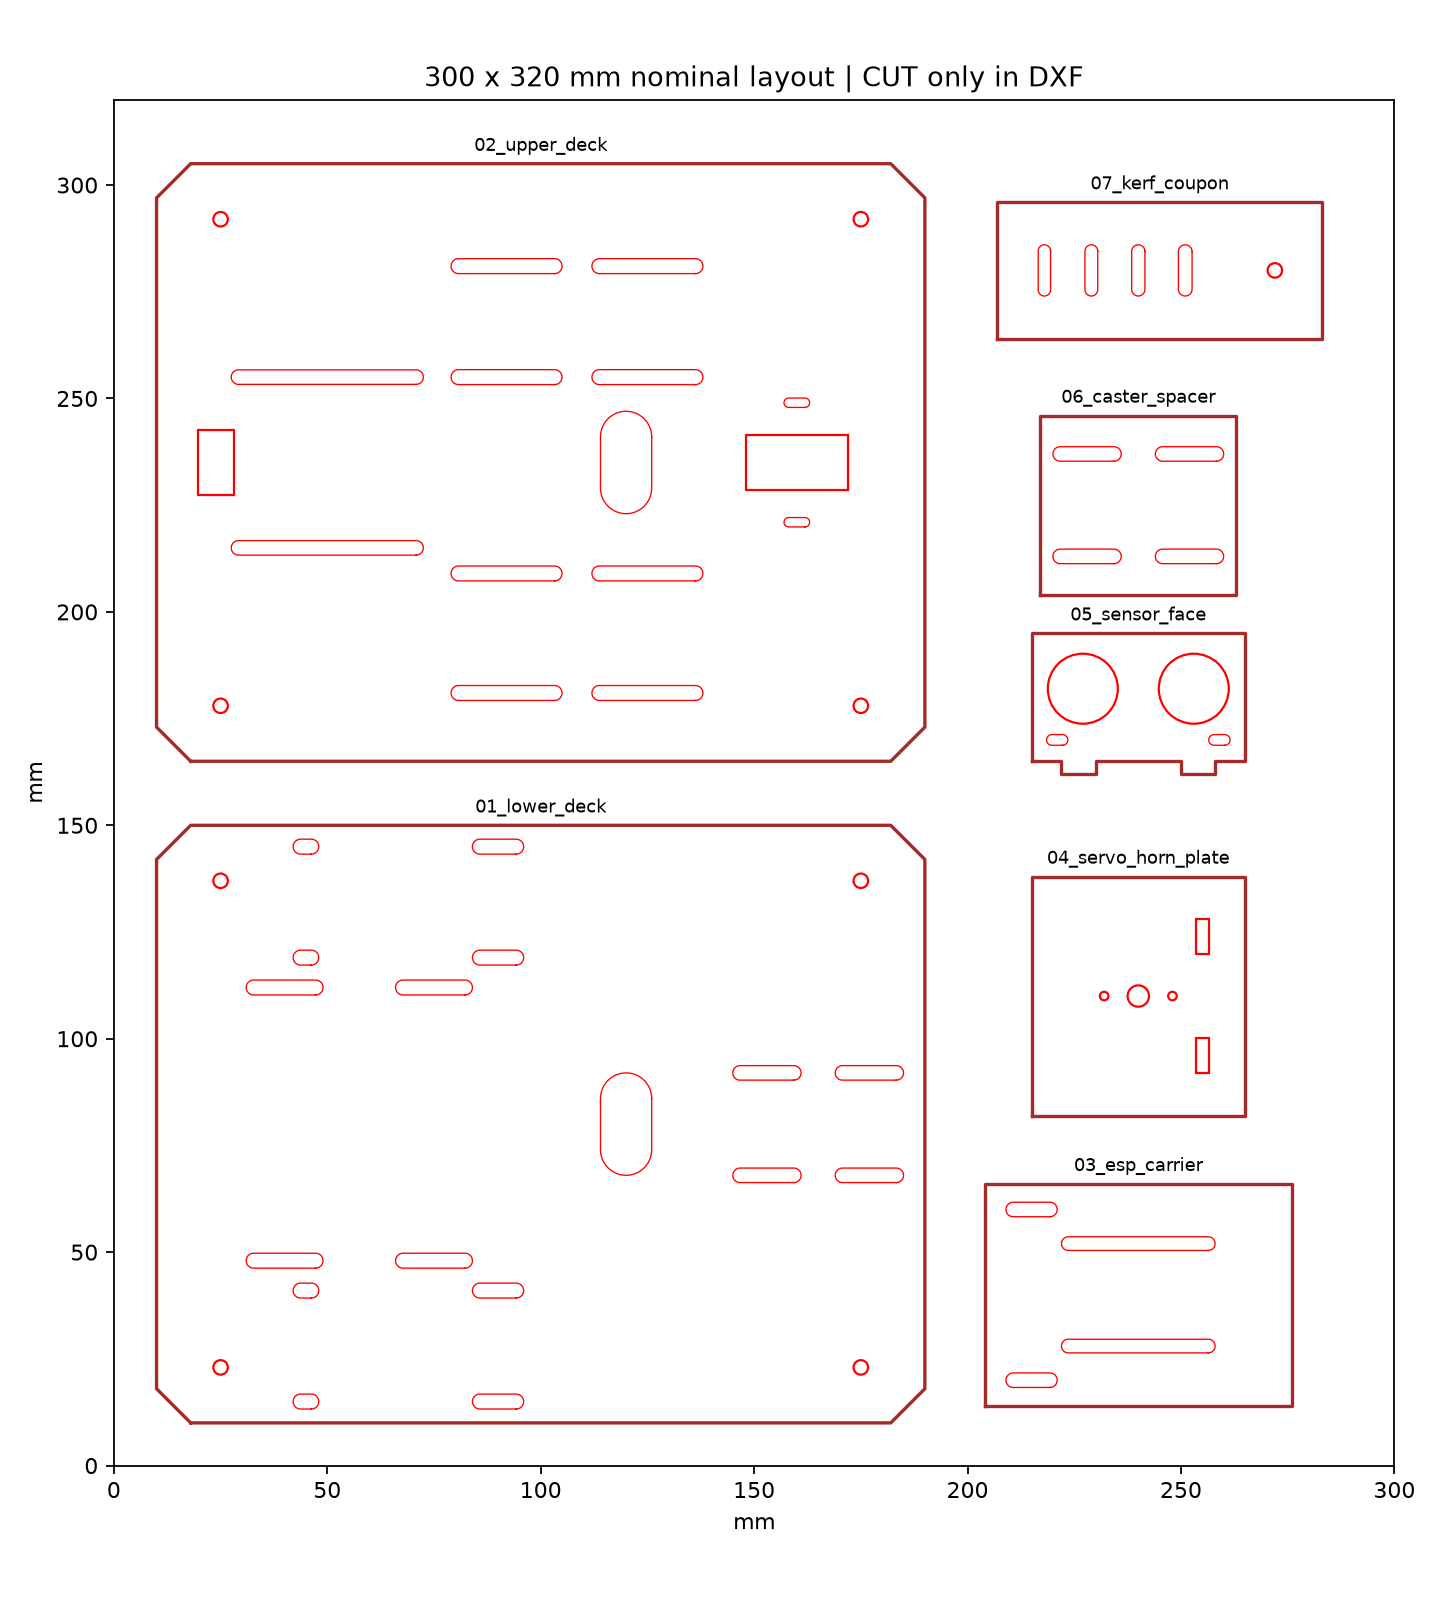 300 x 320 mm nominal layout | CUT only in DXF
02_upper_deck
07_kerf_coupon
06_caster_spacer
05_sensor_face
01_lower_deck
04_servo_horn_plate
03_esp_carrier
300
250
200
150
100
50
0
mm
0 50 100 150 200 250 300
mm